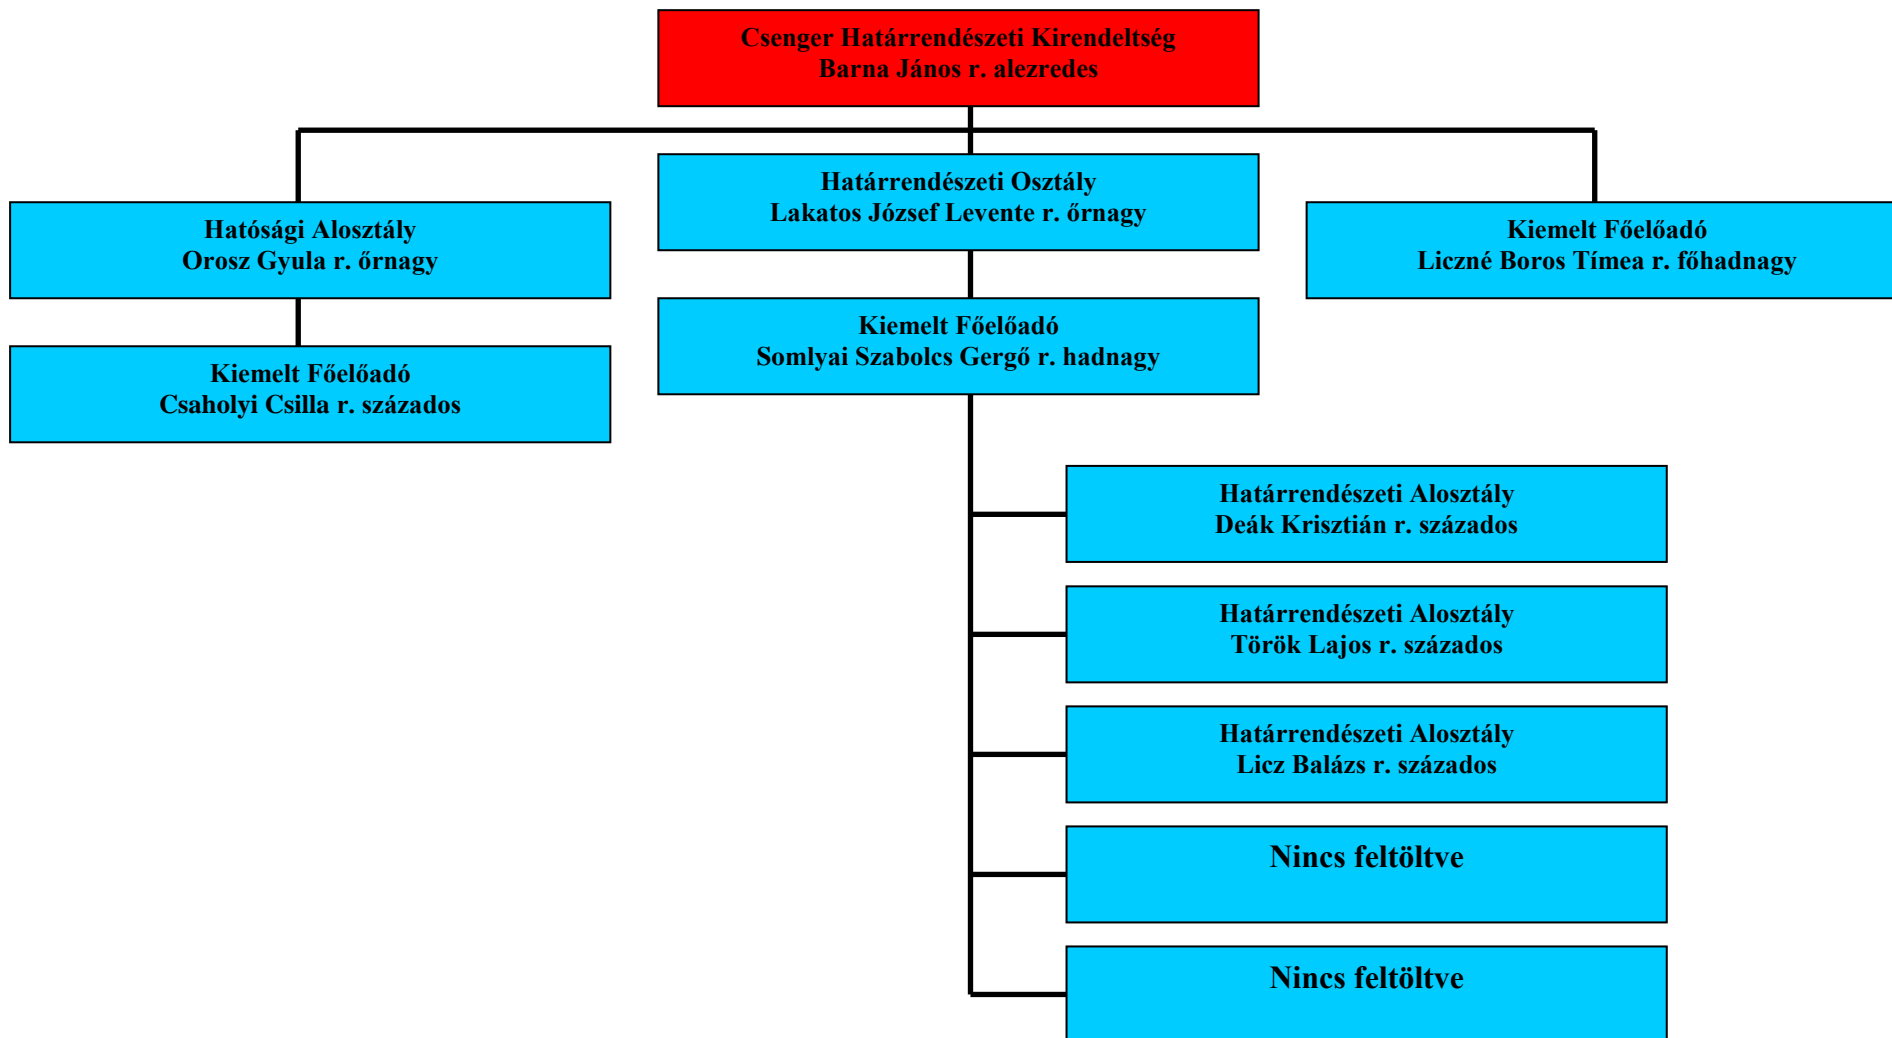 Csenger Határrendészeti Kirendeltség
Barna János r. alezredes
Határrendészeti Osztály
Lakatos József Levente r. őrnagy
Hatósági Alosztály
Orosz Gyula r. őrnagy
Kiemelt Főelőadó
Liczné Boros Tímea r. főhadnagy
Kiemelt Főelőadó
Somlyai Szabolcs Gergő r. hadnagy
Kiemelt Főelőadó
Csaholyi Csilla r. százados
Határrendészeti Alosztály
Deák Krisztián r. százados
Határrendészeti Alosztály
Török Lajos r. százados
Határrendészeti Alosztály
Licz Balázs r. százados
Nincs feltöltve
Nincs feltöltve